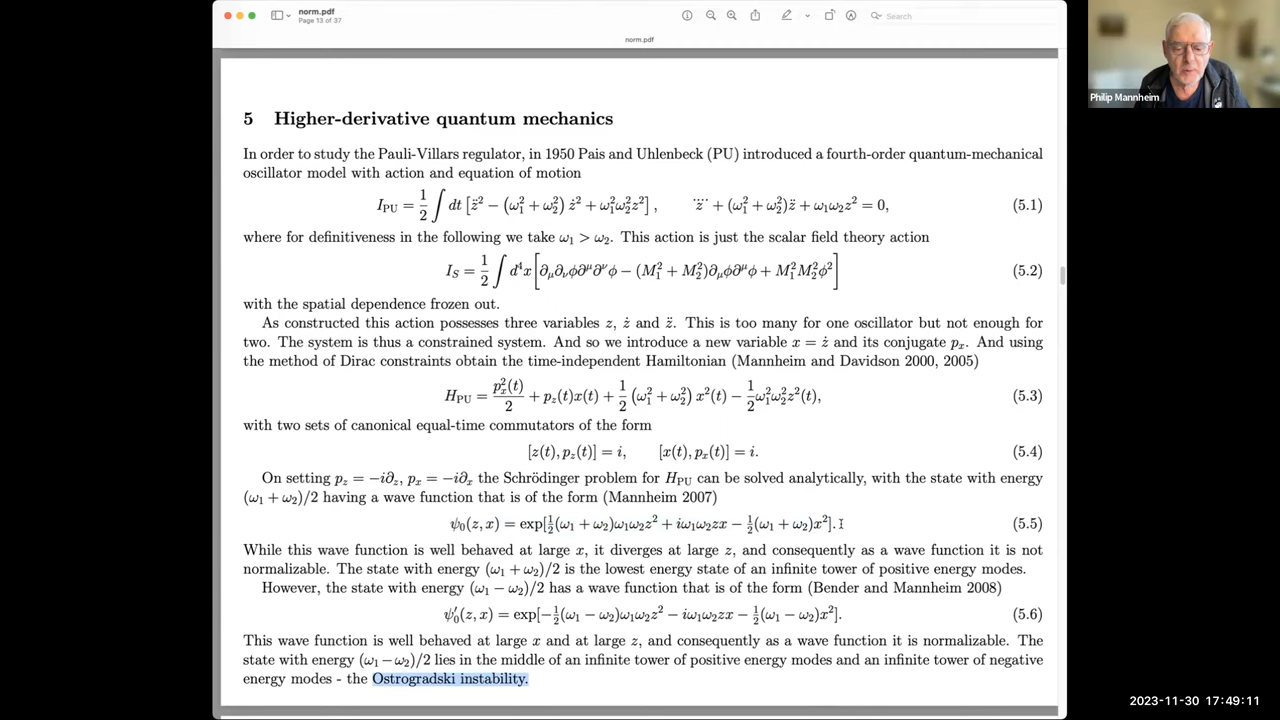 norm.pdf
Page 13 of 37
Search
norm.pdf
Philip Mannheim
5 Higher-derivative quantum mechanics
In order to study the Pauli-Villars regulator, in 1950 Pais and Uhlenbeck (PU) introduced a fourth-order quantum-mechanical
oscillator model with action and equation of motion
I_PU = 1/2 ∫ dt [z̈² − (ω₁² + ω₂²) ż² + ω₁²ω₂²z²] , z⃜ + (ω₁² + ω₂²)z̈ + ω₁ω₂z² = 0, (5.1)
where for definitiveness in the following we take ω₁ > ω₂. This action is just the scalar field theory action
I_S = 1/2 ∫ d⁴x [∂_μ∂_νϕ∂^μ∂^νϕ − (M₁² + M₂²)∂_μϕ∂^μϕ + M₁²M₂²ϕ²] (5.2)
with the spatial dependence frozen out.
As constructed this action possesses three variables z, ż and z̈. This is too many for one oscillator but not enough for
two. The system is thus a constrained system. And so we introduce a new variable x = ż and its conjugate p_x. And using
the method of Dirac constraints obtain the time-independent Hamiltonian (Mannheim and Davidson 2000, 2005)
H_PU = p_x²(t)/2 + p_z(t)x(t) + 1/2 (ω₁² + ω₂²) x²(t) − 1/2 ω₁²ω₂²z²(t), (5.3)
with two sets of canonical equal-time commutators of the form
[z(t), p_z(t)] = i, [x(t), p_x(t)] = i. (5.4)
On setting p_z = −i∂_z, p_x = −i∂_x the Schrödinger problem for H_PU can be solved analytically, with the state with energy
(ω₁ + ω₂)/2 having a wave function that is of the form (Mannheim 2007)
ψ₀(z, x) = exp[½(ω₁ + ω₂)ω₁ω₂z² + iω₁ω₂zx − ½(ω₁ + ω₂)x²]. (5.5)
While this wave function is well behaved at large x, it diverges at large z, and consequently as a wave function it is not
normalizable. The state with energy (ω₁ + ω₂)/2 is the lowest energy state of an infinite tower of positive energy modes.
However, the state with energy (ω₁ − ω₂)/2 has a wave function that is of the form (Bender and Mannheim 2008)
ψ₀′(z, x) = exp[−½(ω₁ − ω₂)ω₁ω₂z² − iω₁ω₂zx − ½(ω₁ − ω₂)x²]. (5.6)
This wave function is well behaved at large x and at large z, and consequently as a wave function it is normalizable. The
state with energy (ω₁ − ω₂)/2 lies in the middle of an infinite tower of positive energy modes and an infinite tower of negative
energy modes - the Ostrogradski instability.
2023-11-30 17:49:11